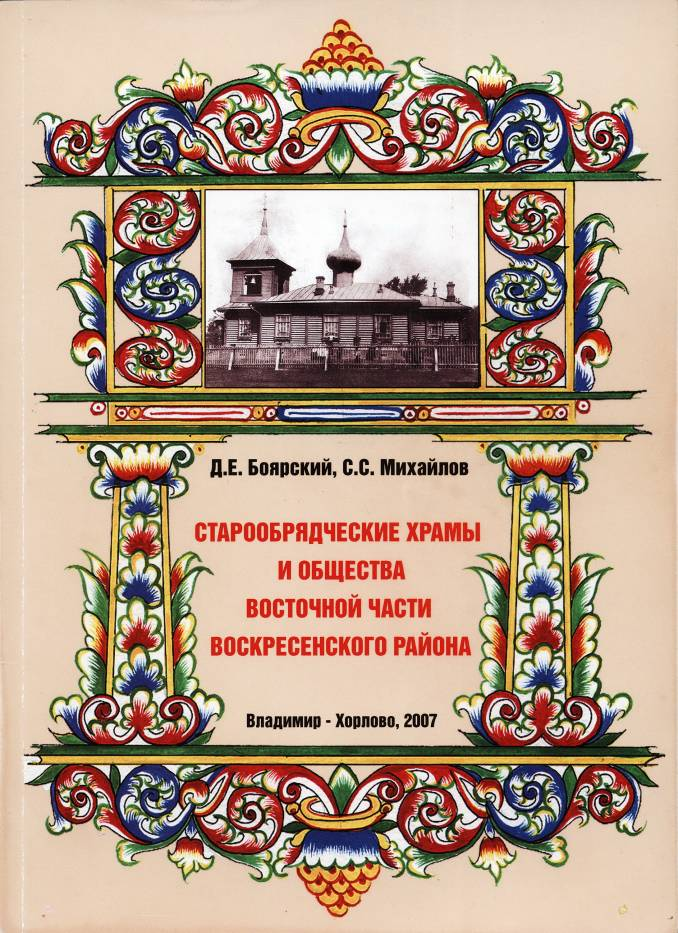 Д.Е. Боярский, С.С. Михайлов
СТАРООБРЯДЧЕСКИЕ ХРАМЫ
И ОБЩЕСТВА
ВОСТОЧНОЙ ЧАСТИ
ВОСКРЕСЕНСКОГО РАЙОНА
Владимир - Хорлово, 2007